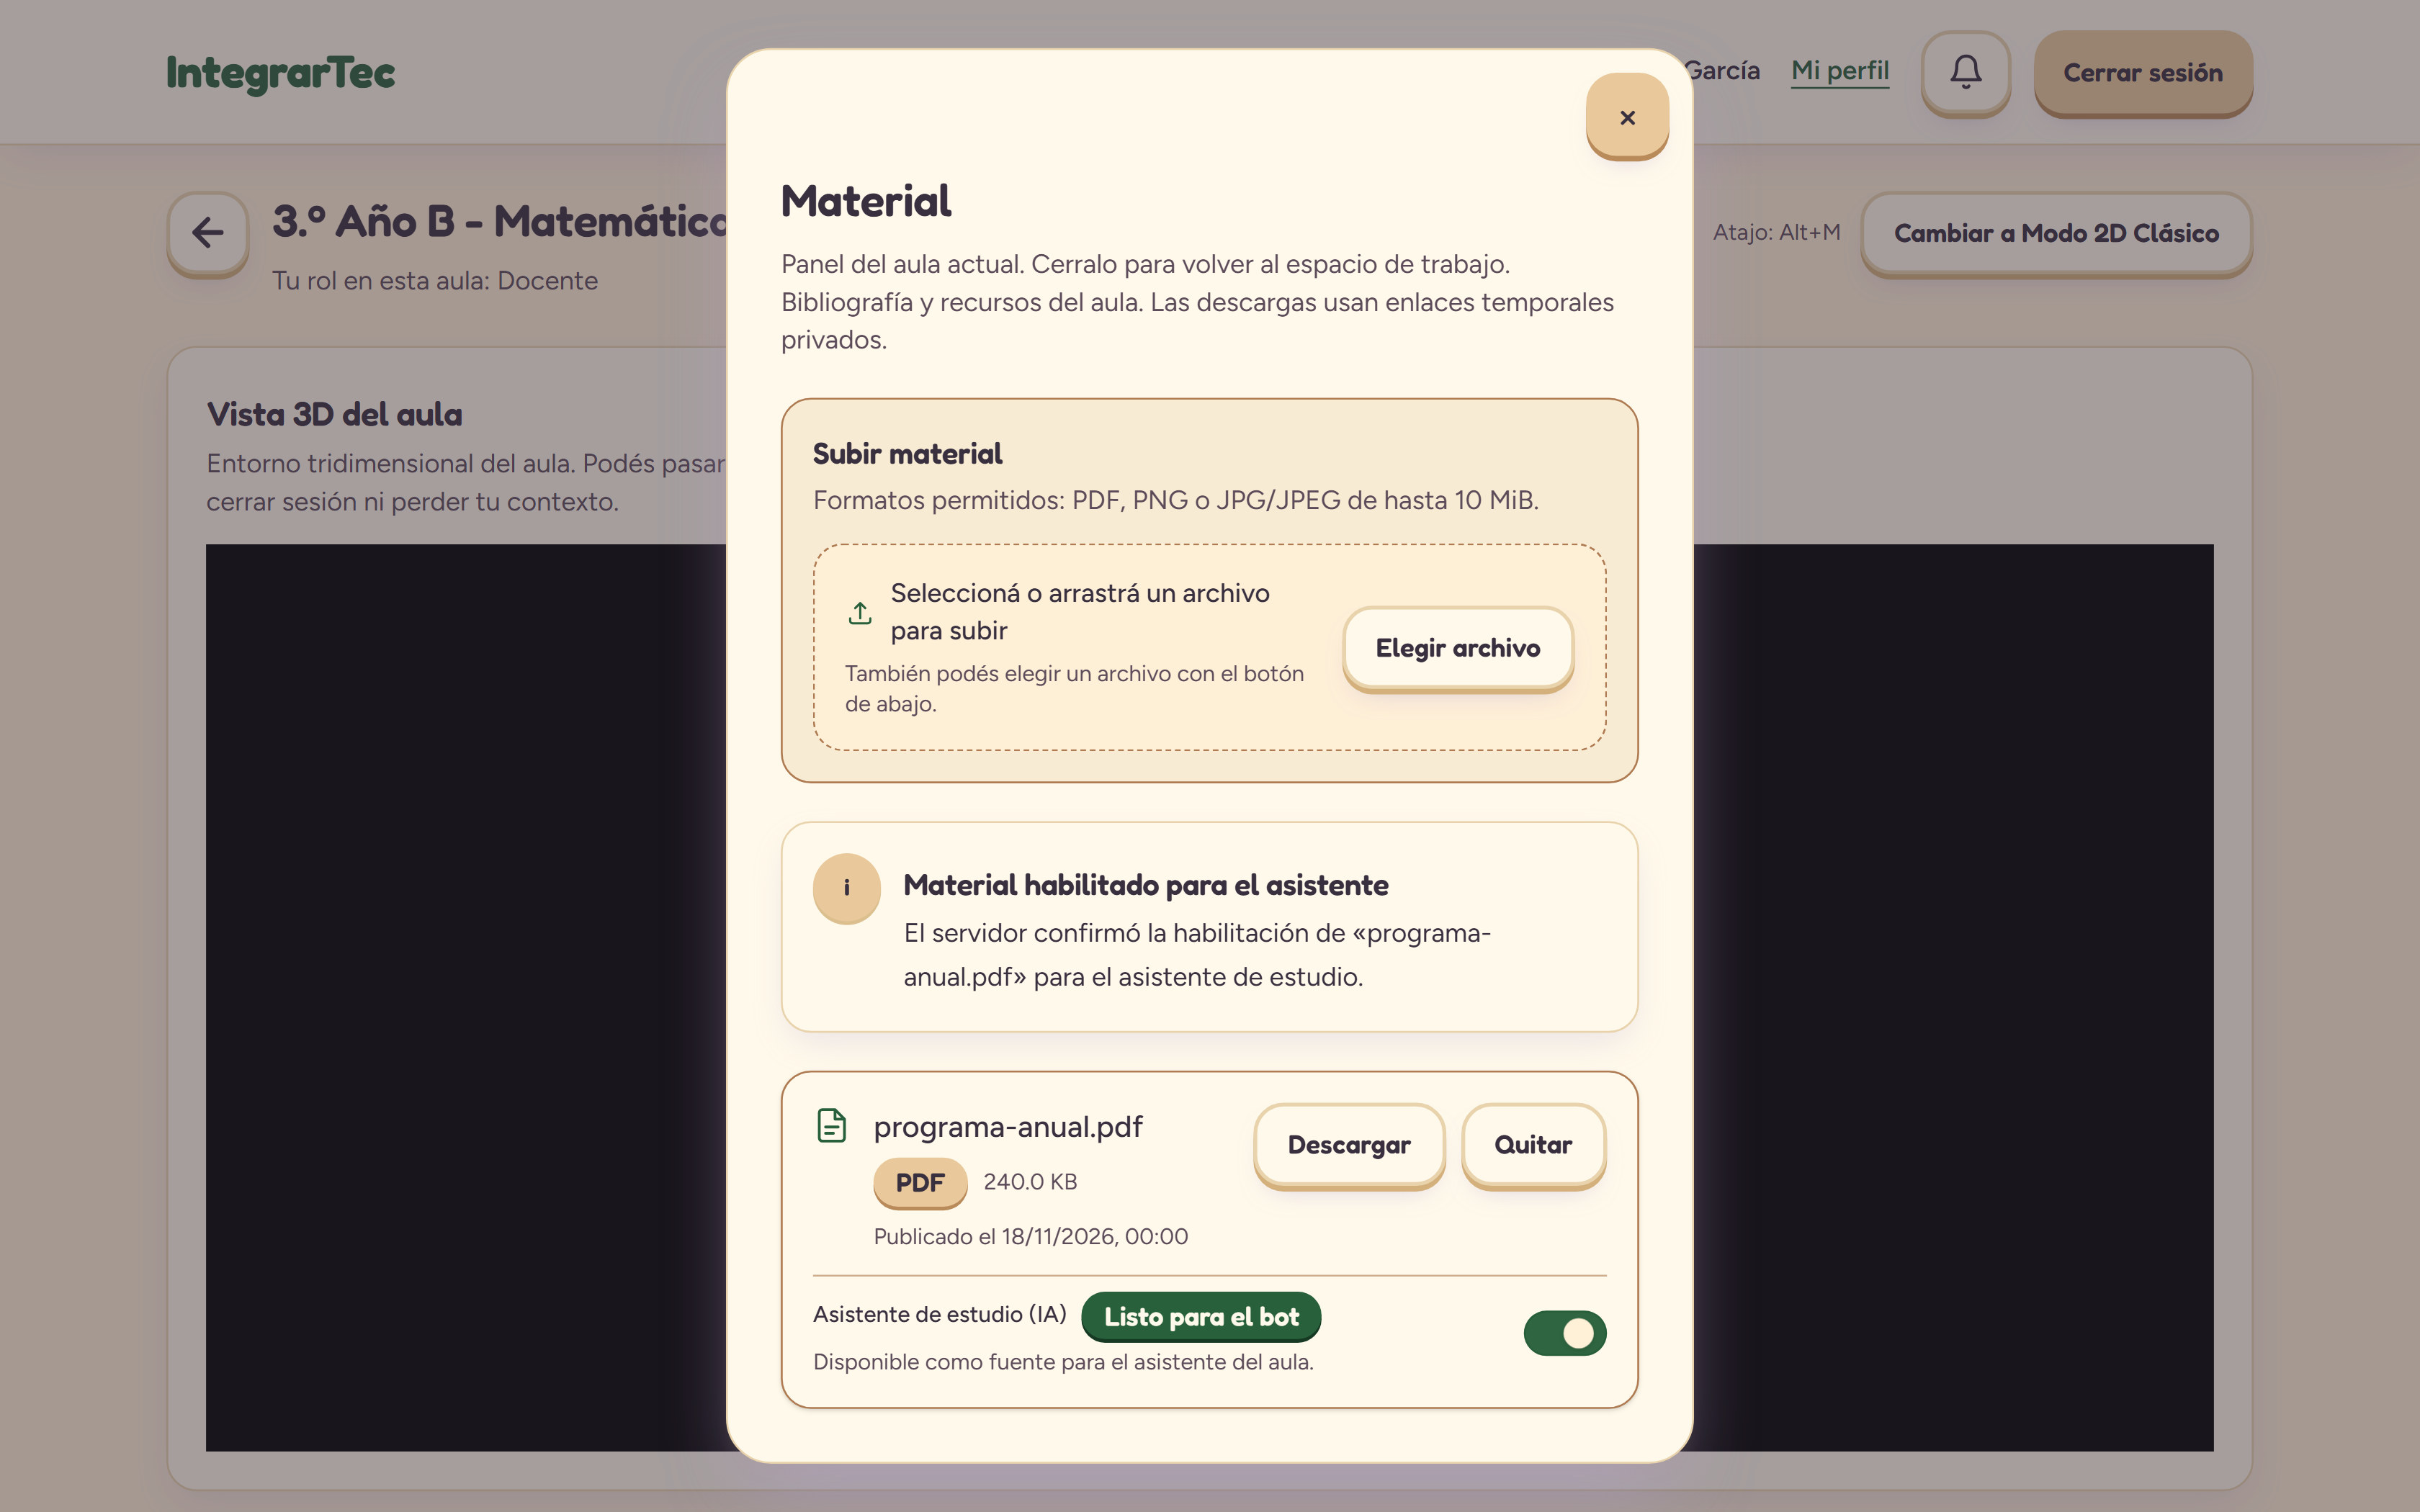 IntegrarTec
García
Mi perfil
Cerrar sesión
3.º Año B - Matemática
Tu rol en esta aula: Docente
Atajo: Alt+M
Cambiar a Modo 2D Clásico
Vista 3D del aula
Entorno tridimensional del aula. Podés pasar
cerrar sesión ni perder tu contexto.
×
Material
Panel del aula actual. Cerralo para volver al espacio de trabajo.
Bibliografía y recursos del aula. Las descargas usan enlaces temporales
privados.
Subir material
Formatos permitidos: PDF, PNG o JPG/JPEG de hasta 10 MiB.
Seleccioná o arrastrá un archivo
para subir
También podés elegir un archivo con el botón
de abajo.
Elegir archivo
i
Material habilitado para el asistente
El servidor confirmó la habilitación de «programa-
anual.pdf» para el asistente de estudio.
programa-anual.pdf
PDF
240.0 KB
Publicado el 18/11/2026, 00:00
Descargar
Quitar
Asistente de estudio (IA)
Listo para el bot
Disponible como fuente para el asistente del aula.